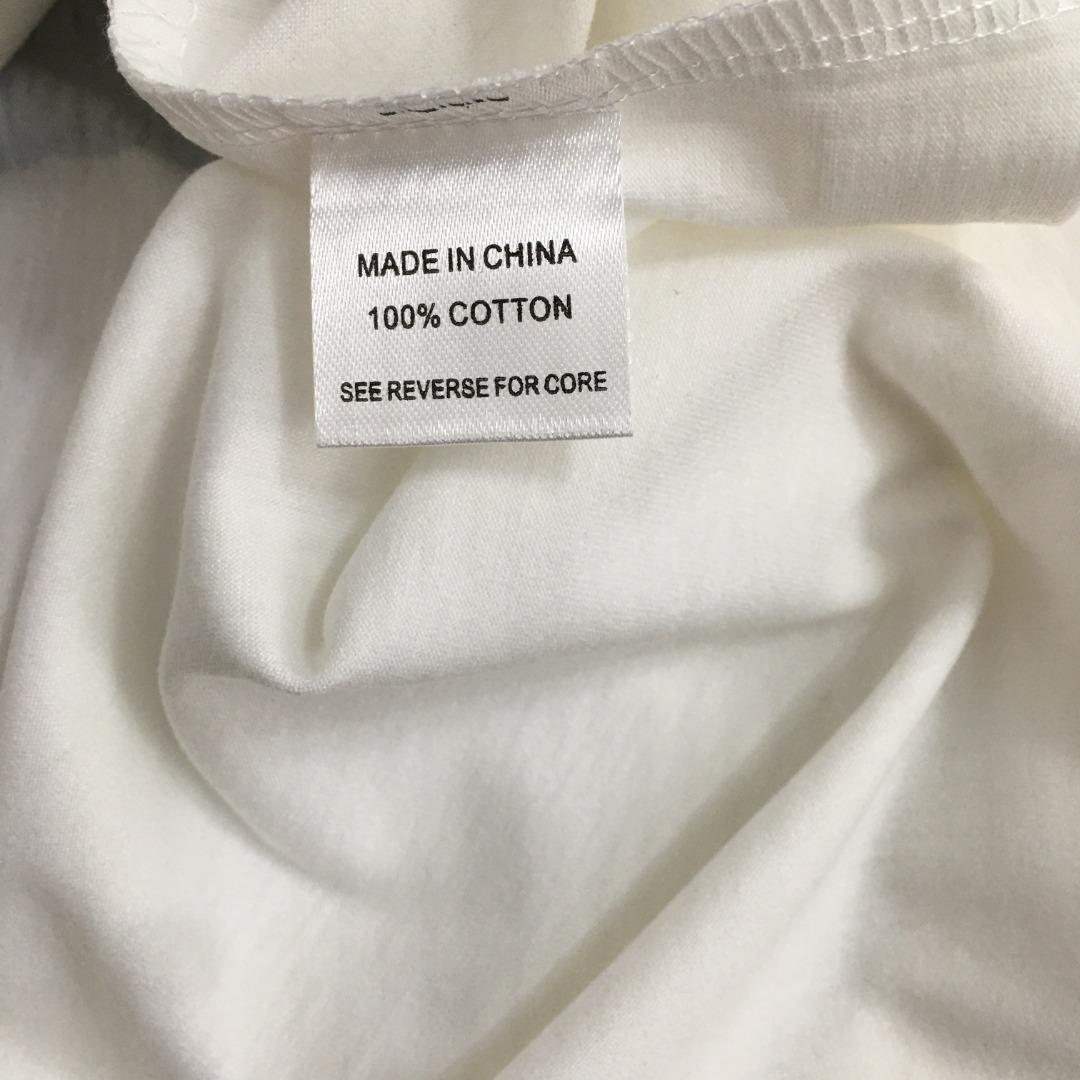 MADE IN CHINA
100% COTTON
SEE REVERSE FOR CORE